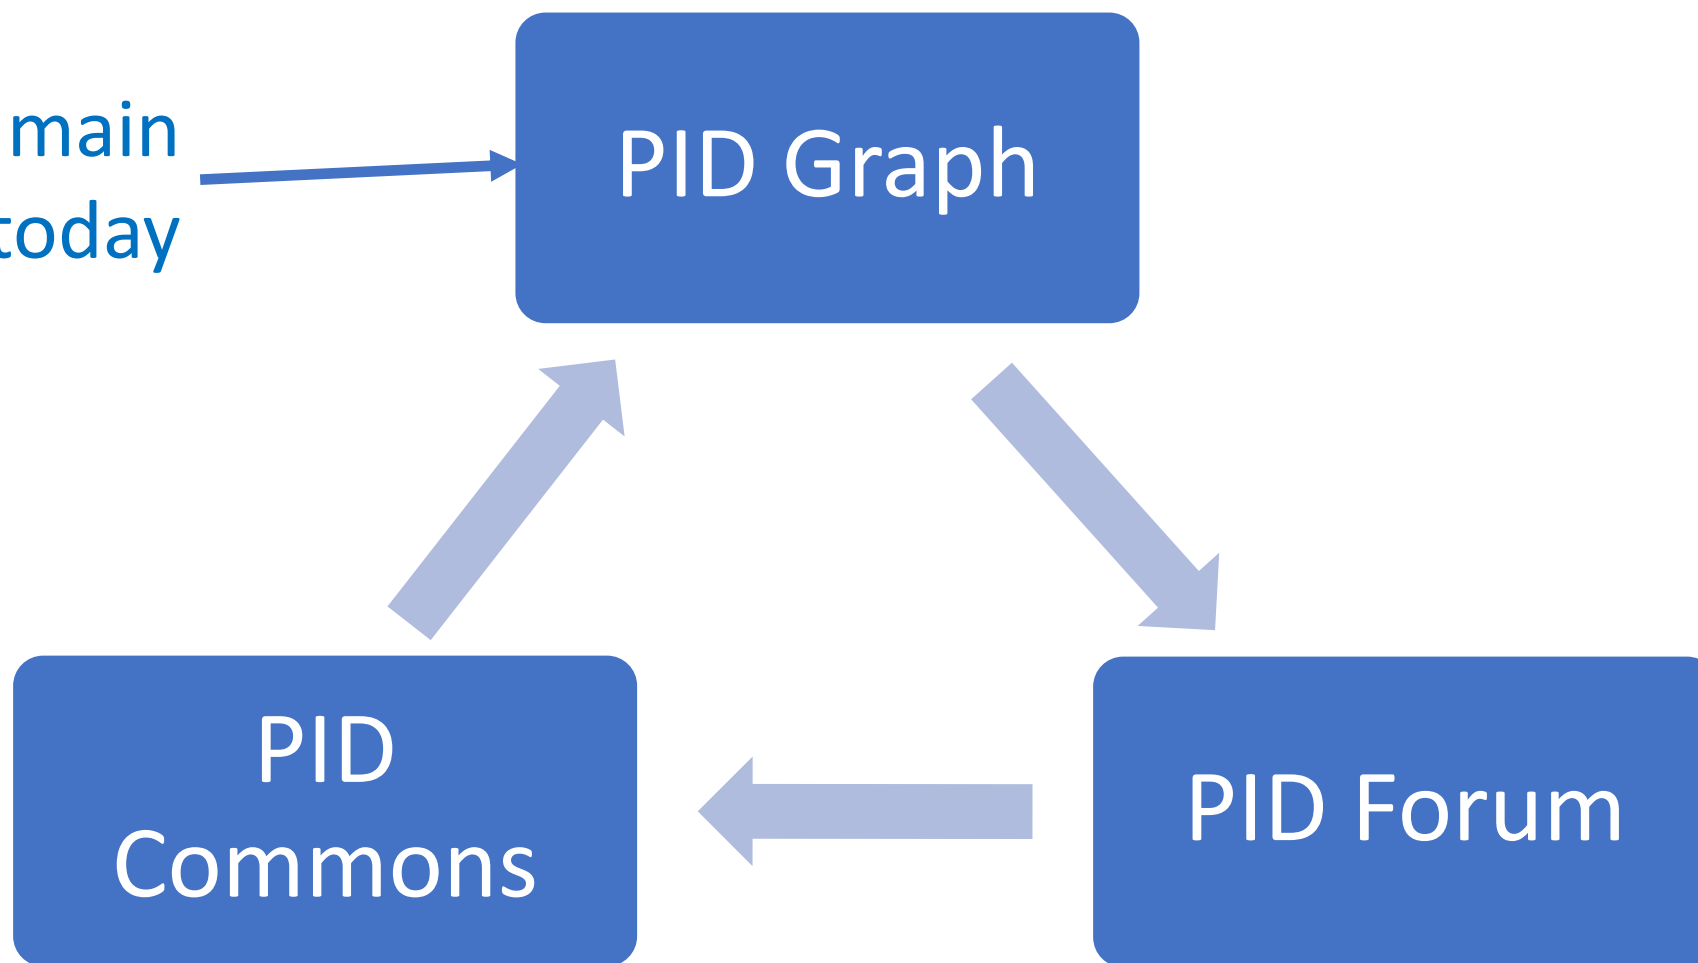 main
today
PID Graph
PID
Commons
PID Forum